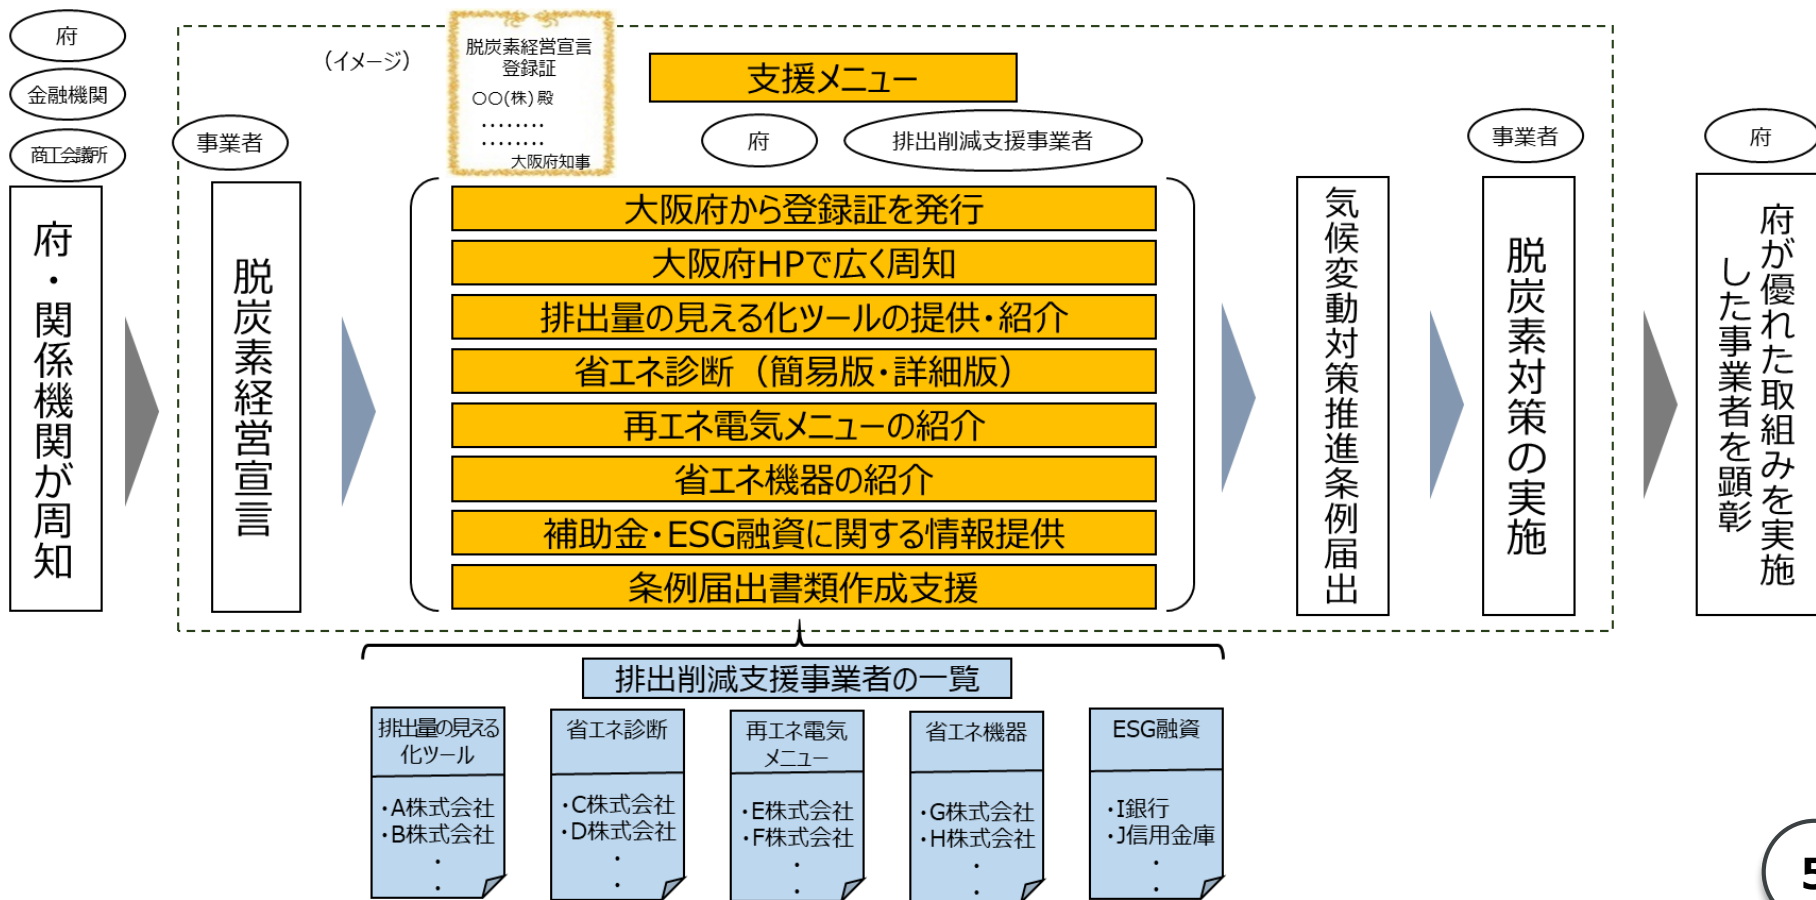 府
金融機関
商工会議所
府・関係機関が周知
事業者
脱炭素経営宣言
（イメージ）
脱炭素経営宣言
登録証
〇〇(株)殿
‥‥‥‥
‥‥‥‥
大阪府知事
支援メニュー
府
排出削減支援事業者
大阪府から登録証を発行
大阪府HPで広く周知
排出量の見える化ツールの提供・紹介
省エネ診断（簡易版・詳細版）
再エネ電気メニューの紹介
省エネ機器の紹介
補助金・ESG融資に関する情報提供
条例届出書類作成支援
気候変動対策推進条例届出
事業者
脱炭素対策の実施
府
府が優れた取組みを実施
した事業者を顕彰
排出削減支援事業者の一覧
排出量の見える
化ツール
・A株式会社
・B株式会社
・
・
省エネ診断
・C株式会社
・D株式会社
・
・
再エネ電気
メニュー
・E株式会社
・F株式会社
・
・
省エネ機器
・G株式会社
・H株式会社
・
・
ESG融資
・I銀行
・J信用金庫
・
・
5